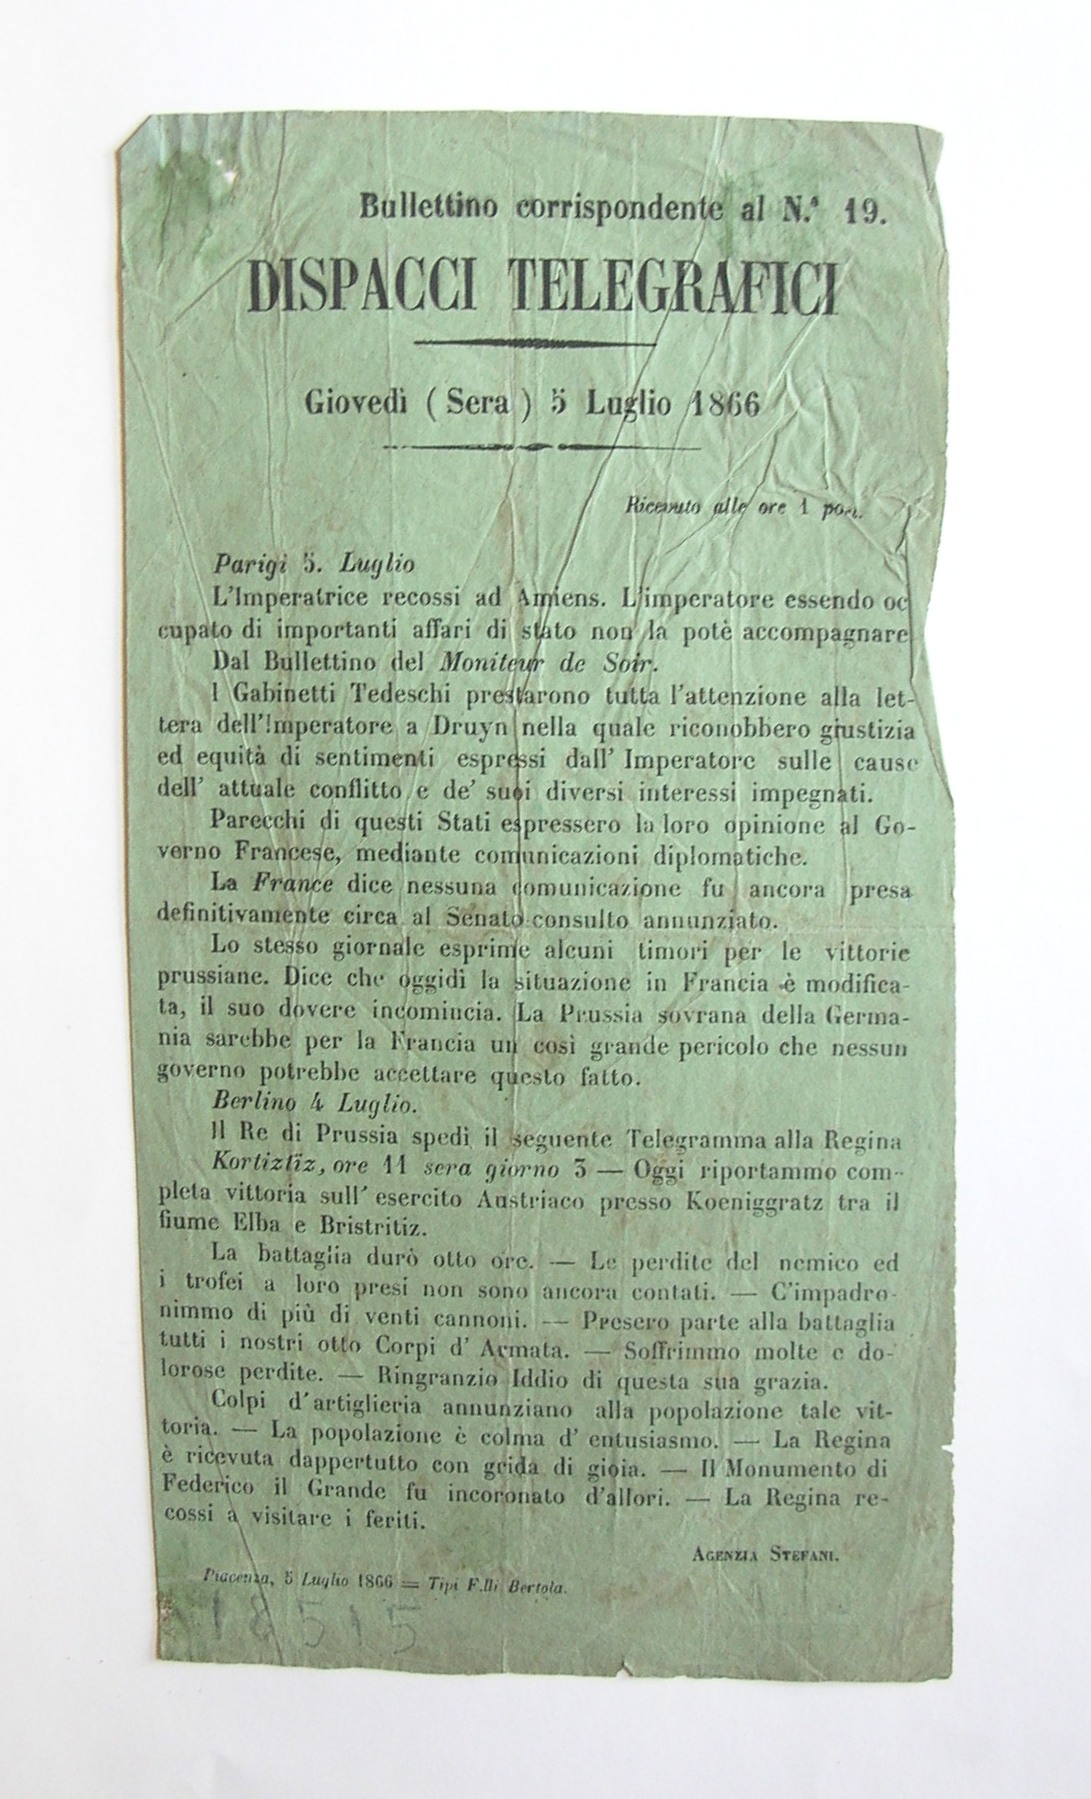 Bullettino corrispondente al N.° 19.
DISPACCI TELEGRAFICI
Giovedì ( Sera ) 5 Luglio 1866
Ricevuto alle ore 1 pom.
Parigi 5. Luglio
L'Imperatrice recossi ad Amiens. L'imperatore essendo oc
cupato di importanti affari di stato non la potè accompagnare
Dal Bullettino del Moniteur de Soir.
I Gabinetti Tedeschi prestarono tutta l'attenzione alla let-
tera dell'Imperatore a Druyn nella quale riconobbero giustizia
ed equità di sentimenti espressi dall' Imperatore sulle cause
dell' attuale conflitto e de' suoi diversi interessi impegnati.
Parecchi di questi Stati espressero la loro opinione al Go-
verno Francese, mediante comunicazioni diplomatiche.
La France dice nessuna comunicazione fu ancora presa
definitivamente circa al Senato-consulto annunziato.
Lo stesso giornale esprime alcuni timori per le vittorie
prussiane. Dice che oggidì la situazione in Francia è modifica-
ta, il suo dovere incomincia. La Prussia sovrana della Germa-
nia sarebbe per la Francia un così grande pericolo che nessun
governo potrebbe accettare questo fatto.
Berlino 4 Luglio.
Il Re di Prussia spedì il seguente Telegramma alla Regina
Kortiztïz, ore 11 sera giorno 3 — Oggi riportammo com-
pleta vittoria sull' esercito Austriaco presso Koeniggratz tra il
fiume Elba e Bristritiz.
La battaglia durò otto ore. — Le perdite del nemico ed
i trofei a loro presi non sono ancora contati. — C'impadro-
nimmo di più di venti cannoni. — Presero parte alla battaglia
tutti i nostri otto Corpi d' Armata. — Soffrimmo molte e do-
lorose perdite. — Ringranzio Iddio di questa sua grazia.
Colpi d'artiglieria annunziano alla popolazione tale vit-
toria. — La popolazione è colma d' entusiasmo. — La Regina
è ricevuta dappertutto con grida di gioia. — Il Monumento di
Federico il Grande fu incoronato d'allori. — La Regina re-
cossi a visitare i feriti.
AGENZIA STEFANI.
Piacenza, 5 Luglio 1866 = Tipi F.lli Bertola.
18515